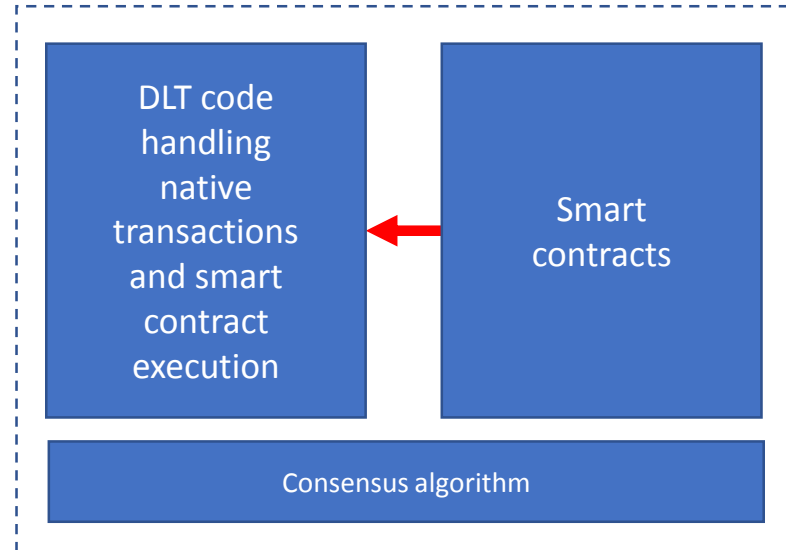 DLT code
handling
native
transactions
and smart
contract
execution
Smart
contracts
Consensus algorithm